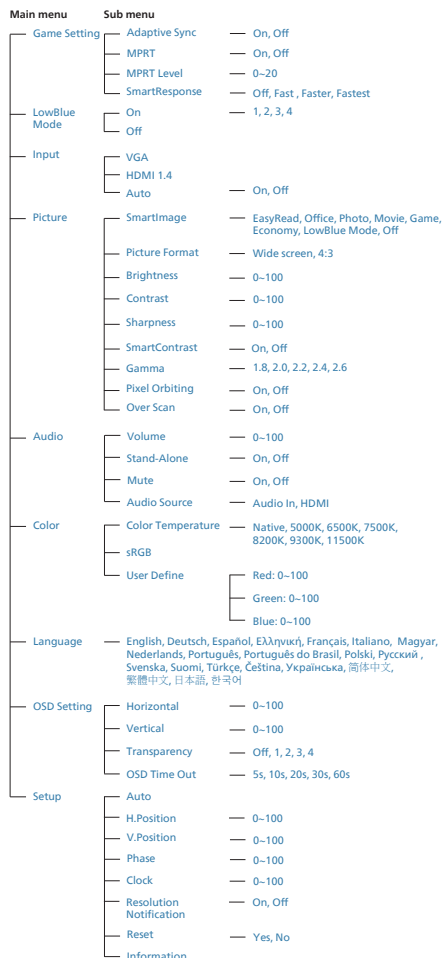 Main menu Sub menu
Game Setting Adaptive Sync On, Off
MPRT On, Off
MPRT Level 0~20
SmartResponse Off, Fast , Faster, Fastest
LowBlue Mode On 1, 2, 3, 4
Off
Input VGA
HDMI 1.4
Auto On, Off
Picture SmartImage EasyRead, Office, Photo, Movie, Game,
Economy, LowBlue Mode, Off
Picture Format Wide screen, 4:3
Brightness 0~100
Contrast 0~100
Sharpness 0~100
SmartContrast On, Off
Gamma 1.8, 2.0, 2.2, 2.4, 2.6
Pixel Orbiting On, Off
Over Scan On, Off
Audio Volume 0~100
Stand-Alone On, Off
Mute On, Off
Audio Source Audio In, HDMI
Color Color Temperature Native, 5000K, 6500K, 7500K,
8200K, 9300K, 11500K
sRGB
User Define Red: 0~100
Green: 0~100
Blue: 0~100
Language English, Deutsch, Español, Ελληνική, Français, Italiano, Magyar,
Nederlands, Português, Português do Brasil, Polski, Русский ,
Svenska, Suomi, Türkçe, Čeština, Українська, 简体中文,
繁體中文, 日本語, 한국어
OSD Setting Horizontal 0~100
Vertical 0~100
Transparency Off, 1, 2, 3, 4
OSD Time Out 5s, 10s, 20s, 30s, 60s
Setup Auto
H.Position 0~100
V.Position 0~100
Phase 0~100
Clock 0~100
Resolution On, Off
Notification
Reset Yes, No
Information